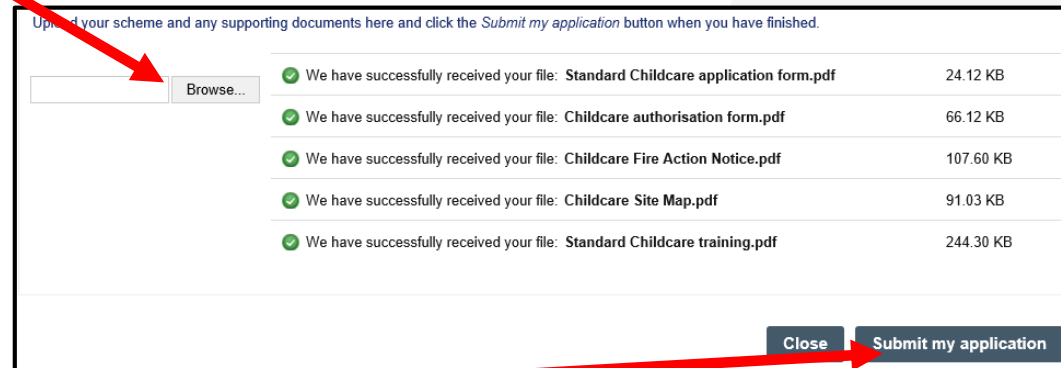 Upload your scheme and any supporting documents here and click the Submit my application button when you have finished.
Browse...
We have successfully received your file: Standard Childcare application form.pdf 24.12 KB
We have successfully received your file: Childcare authorisation form.pdf 66.12 KB
We have successfully received your file: Childcare Fire Action Notice.pdf 107.60 KB
We have successfully received your file: Childcare Site Map.pdf 91.03 KB
We have successfully received your file: Standard Childcare training.pdf 244.30 KB
Close Submit my application